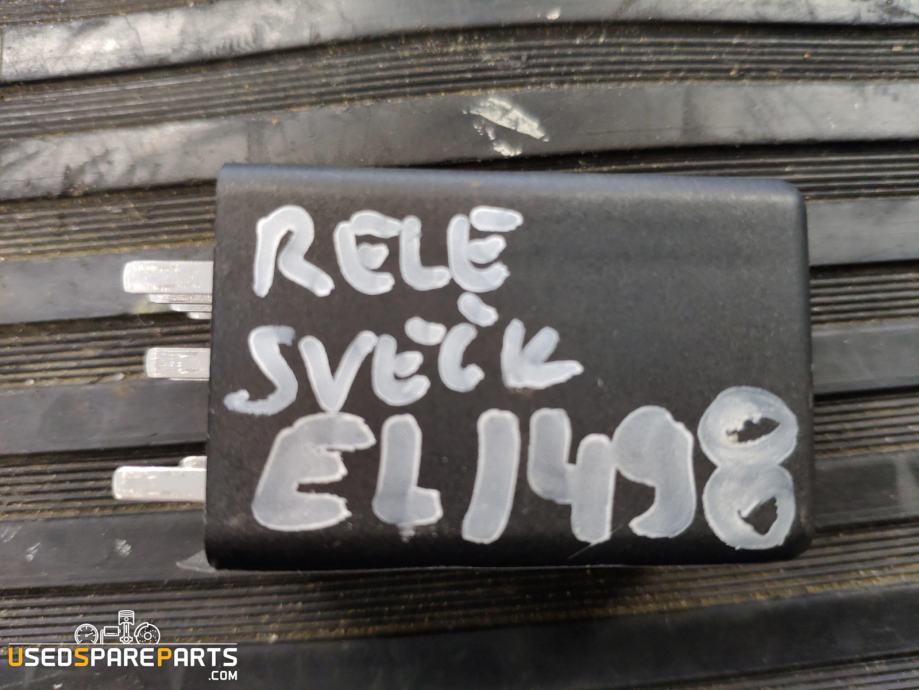 RELE
SVEČK
EL1498
USEDSPAREPARTS
.COM